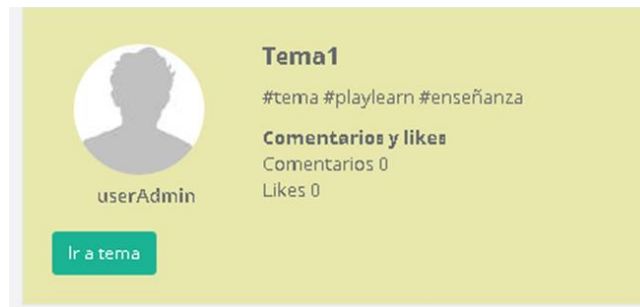 Tema1
#tema #playlearn #enseñanza
Comentarios y likes
Comentarios 0
Likes 0
userAdmin
Ir a tema